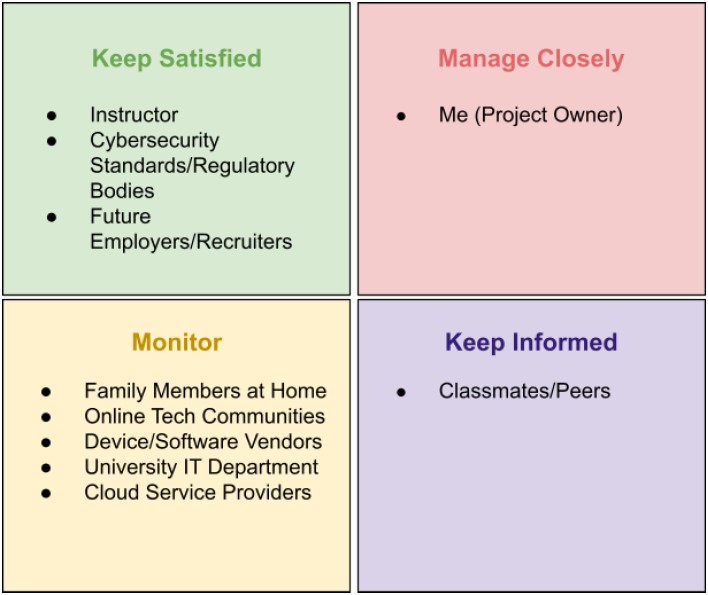 Keep Satisfied
● Instructor
● Cybersecurity
Standards/Regulatory
Bodies
● Future
Employers/Recruiters
Manage Closely
● Me (Project Owner)
Monitor
● Family Members at Home
● Online Tech Communities
● Device/Software Vendors
● University IT Department
● Cloud Service Providers
Keep Informed
● Classmates/Peers